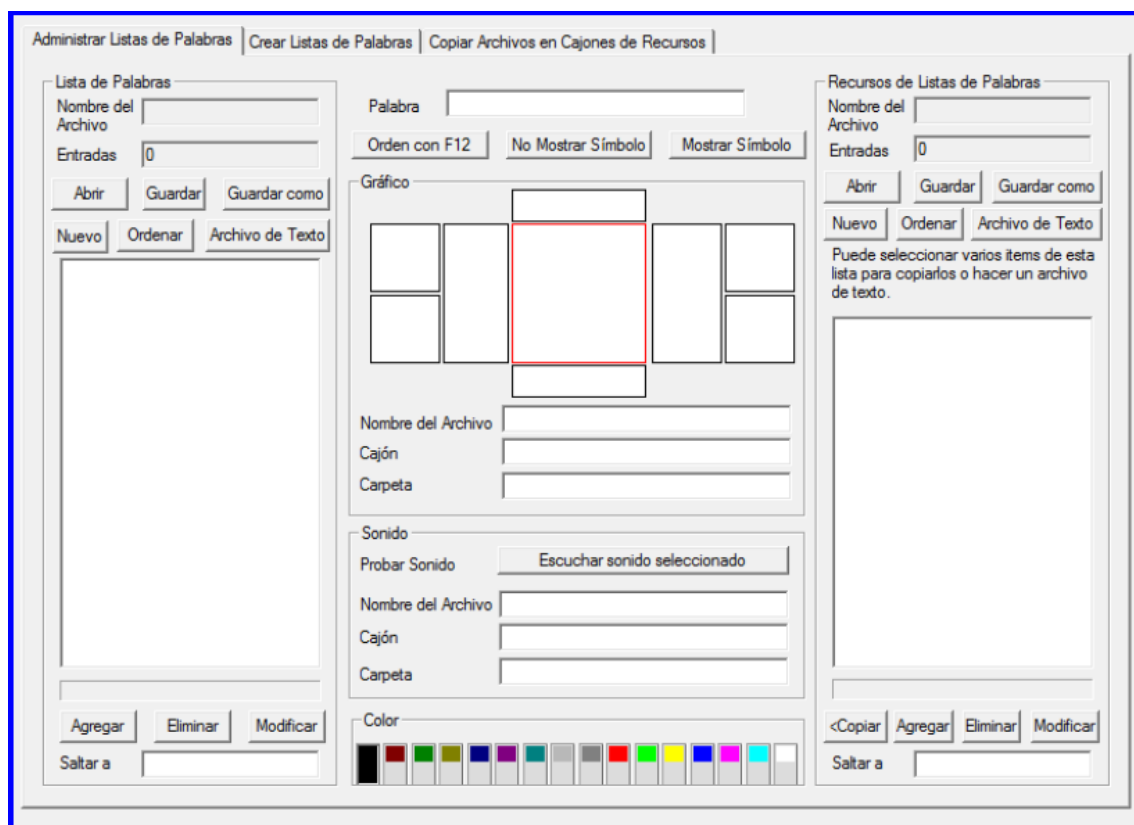 Administrar Listas de Palabras
Crear Listas de Palabras
Copiar Archivos en Cajones de Recursos
Lista de Palabras
Nombre del
Archivo
Entradas
0
Abrir
Guardar
Guardar como
Nuevo
Ordenar
Archivo de Texto
Agregar
Eliminar
Modificar
Saltar a
Palabra
Orden con F12
No Mostrar Símbolo
Mostrar Símbolo
Gráfico
Nombre del Archivo
Cajón
Carpeta
Sonido
Probar Sonido
Escuchar sonido seleccionado
Nombre del Archivo
Cajón
Carpeta
Color
Recursos de Listas de Palabras
Nombre del
Archivo
Entradas
0
Abrir
Guardar
Guardar como
Nuevo
Ordenar
Archivo de Texto
Puede seleccionar varios items de esta
lista para copiarlos o hacer un archivo
de texto.
<Copiar
Agregar
Eliminar
Modificar
Saltar a